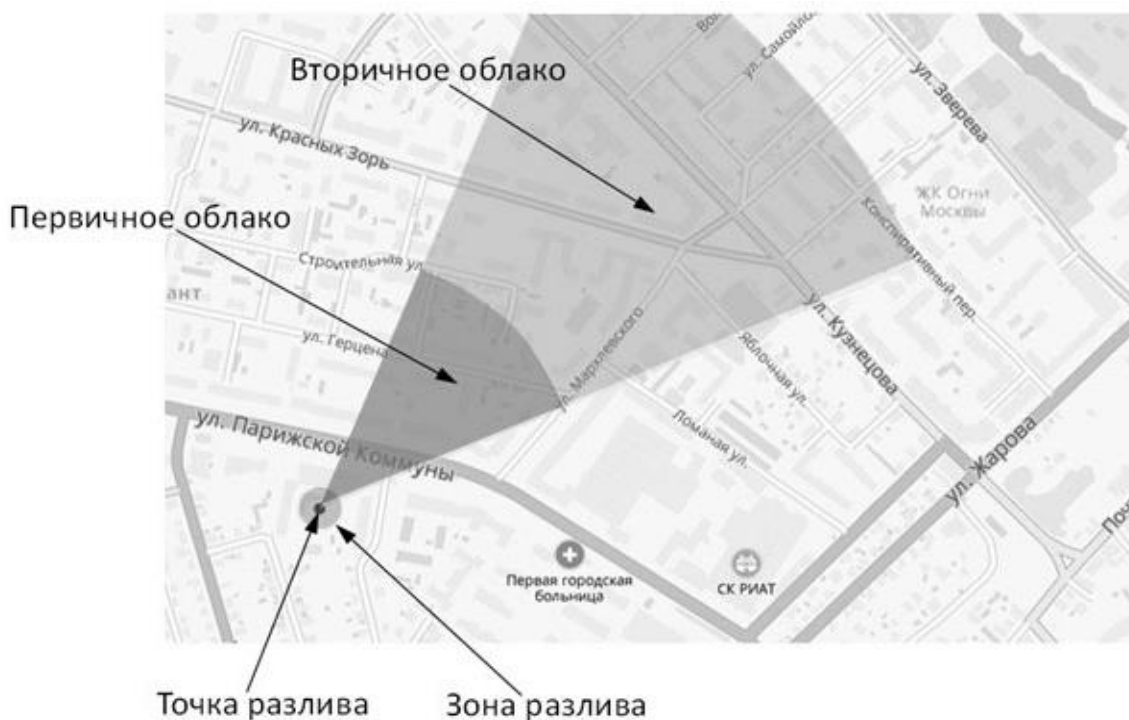 Вторичное облако
ул. Самойло
ул. Зверева
ул. Красных Зорь
ЖК Огни
Москвы
Первичное облако
Конспиративный пер.
Строительная ул
ант
ул. Герцена
ул. Кузнецова
ул. Мархлевского
Яблочная ул.
ул. Парижской Коммуны
Ломаная ул.
ул. Жарова
Первая городская
больница
СК РИАТ
Точка разлива
Зона разлива